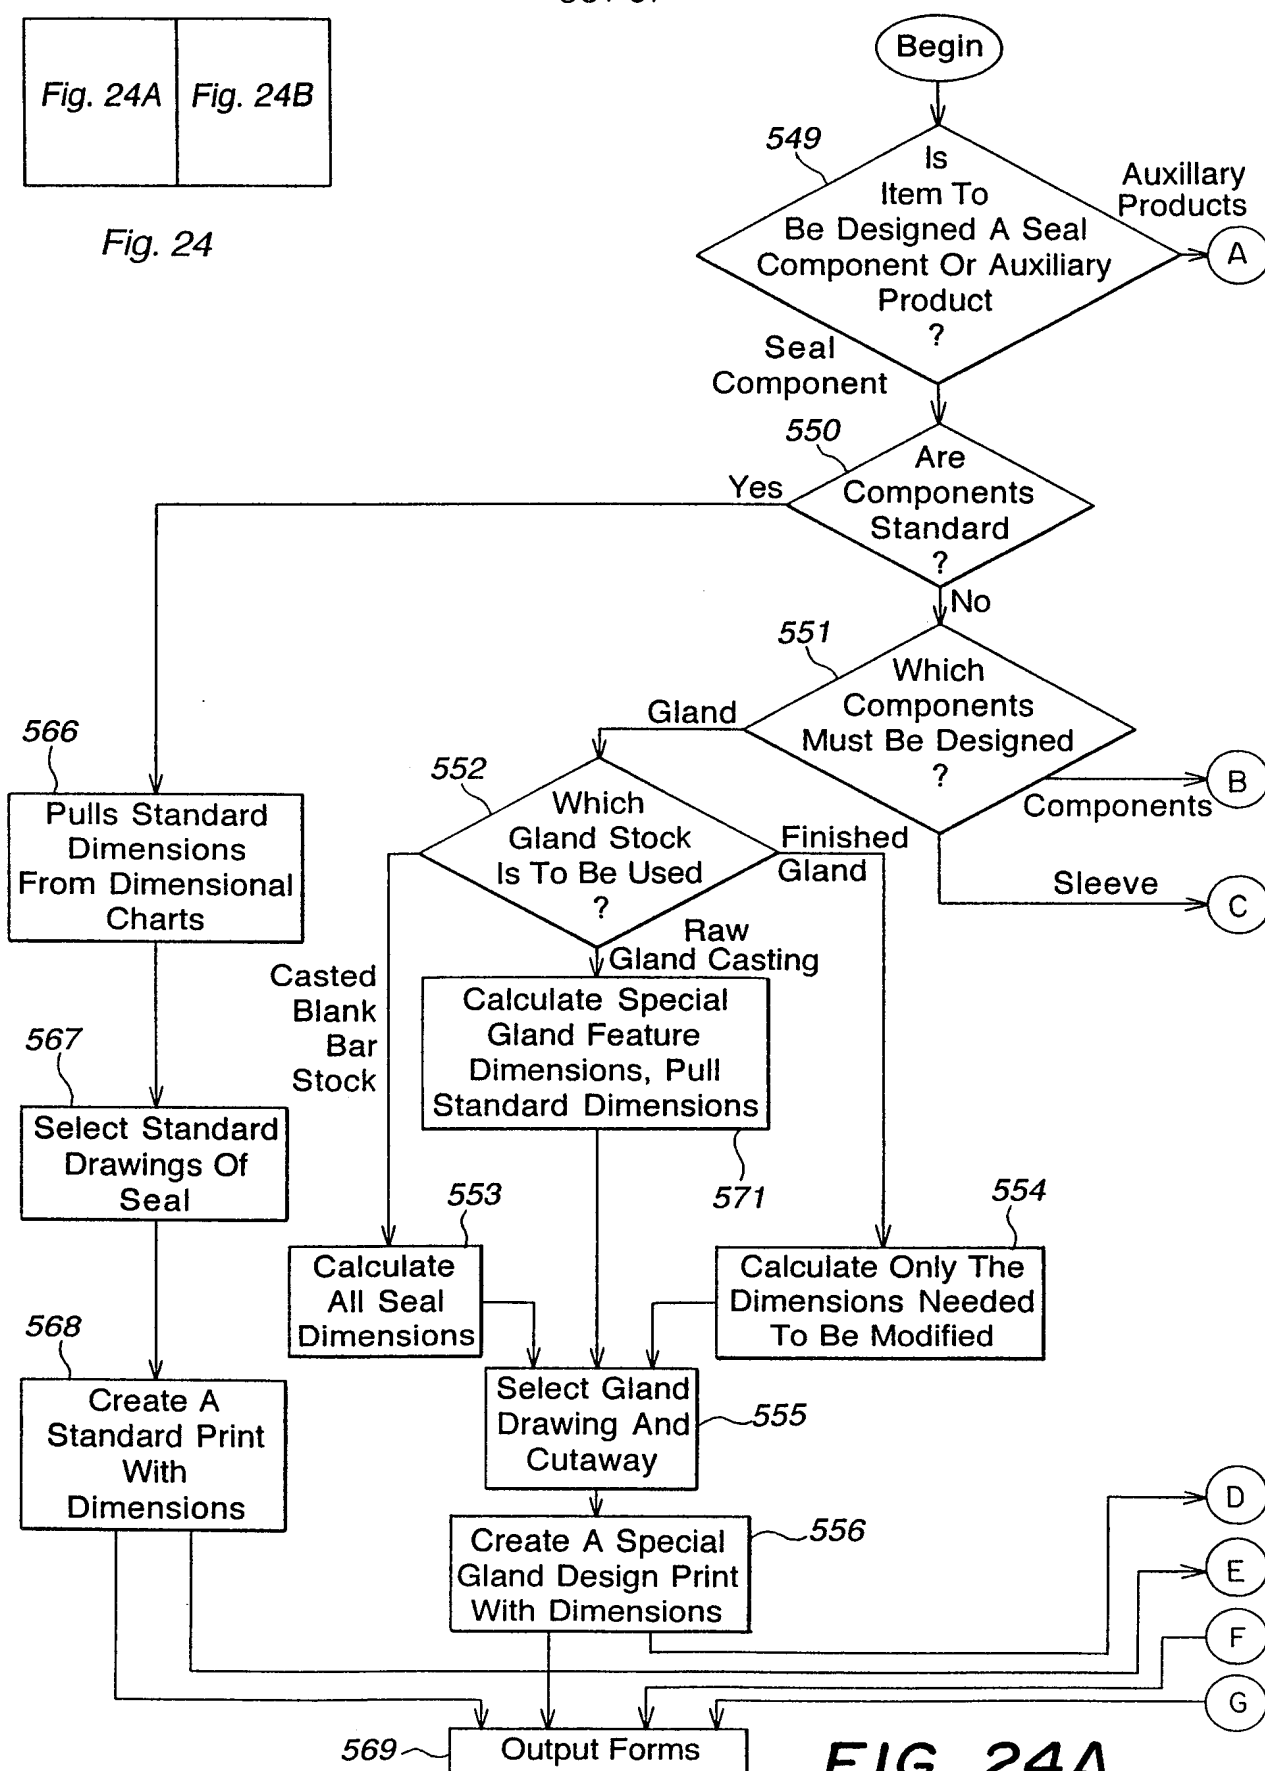 Fig. 24A
Fig. 24B
Fig. 24
Begin
549
Is
Item To
Be Designed A Seal
Component Or Auxiliary
Product
?
Auxillary
Products
A
Seal
Component
550
Are
Components
Standard
?
Yes
No
551
Which
Components
Must Be Designed
?
Gland
B
Components
Sleeve
C
566
Pulls Standard
Dimensions
From Dimensional
Charts
552
Which
Gland Stock
Is To Be Used
?
Finished
Gland
Raw
Gland Casting
Casted
Blank
Bar
Stock
Calculate Special
Gland Feature
Dimensions, Pull
Standard Dimensions
571
567
Select Standard
Drawings Of
Seal
553
Calculate
All Seal
Dimensions
554
Calculate Only The
Dimensions Needed
To Be Modified
568
Create A
Standard Print
With
Dimensions
Select Gland
Drawing And
Cutaway
555
Create A Special
Gland Design Print
With Dimensions
556
D
E
F
G
569
Output Forms
FIG. 24A